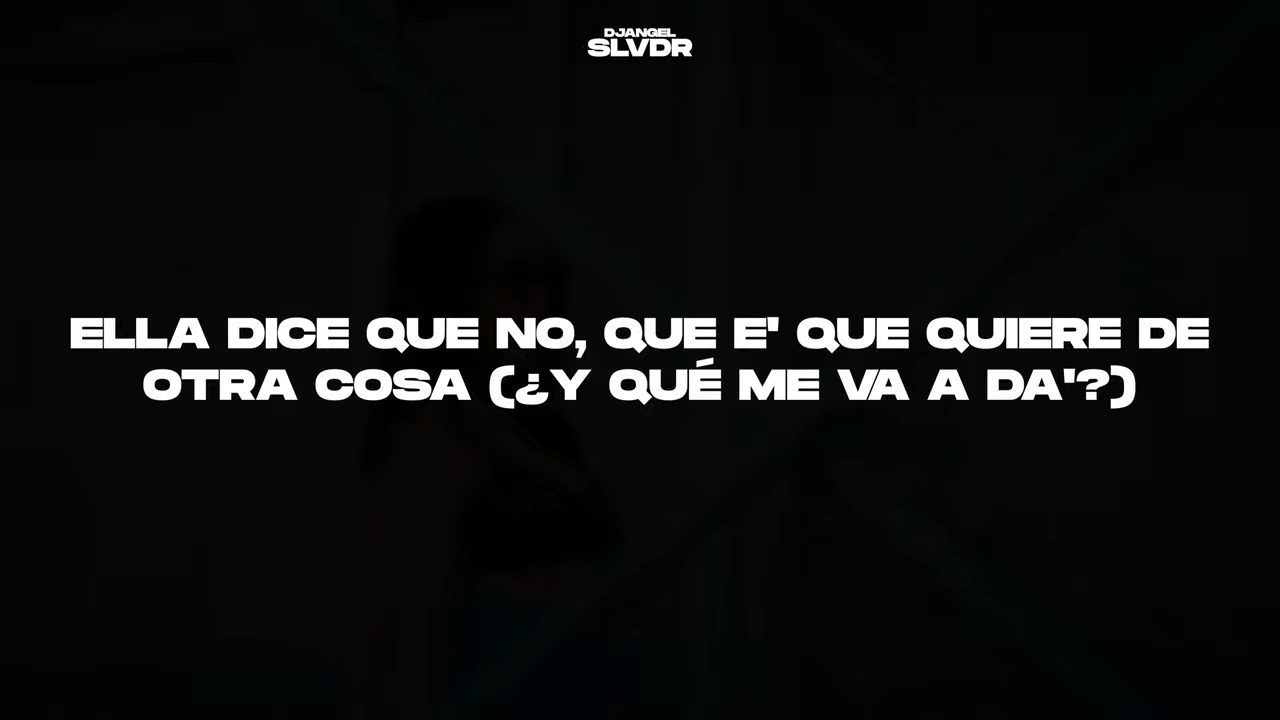 DJANGEL
SLVDR
ELLA DICE QUE NO, QUE E' QUE QUIERE DE
OTRA COSA (¿Y QUÉ ME VA A DA'?)